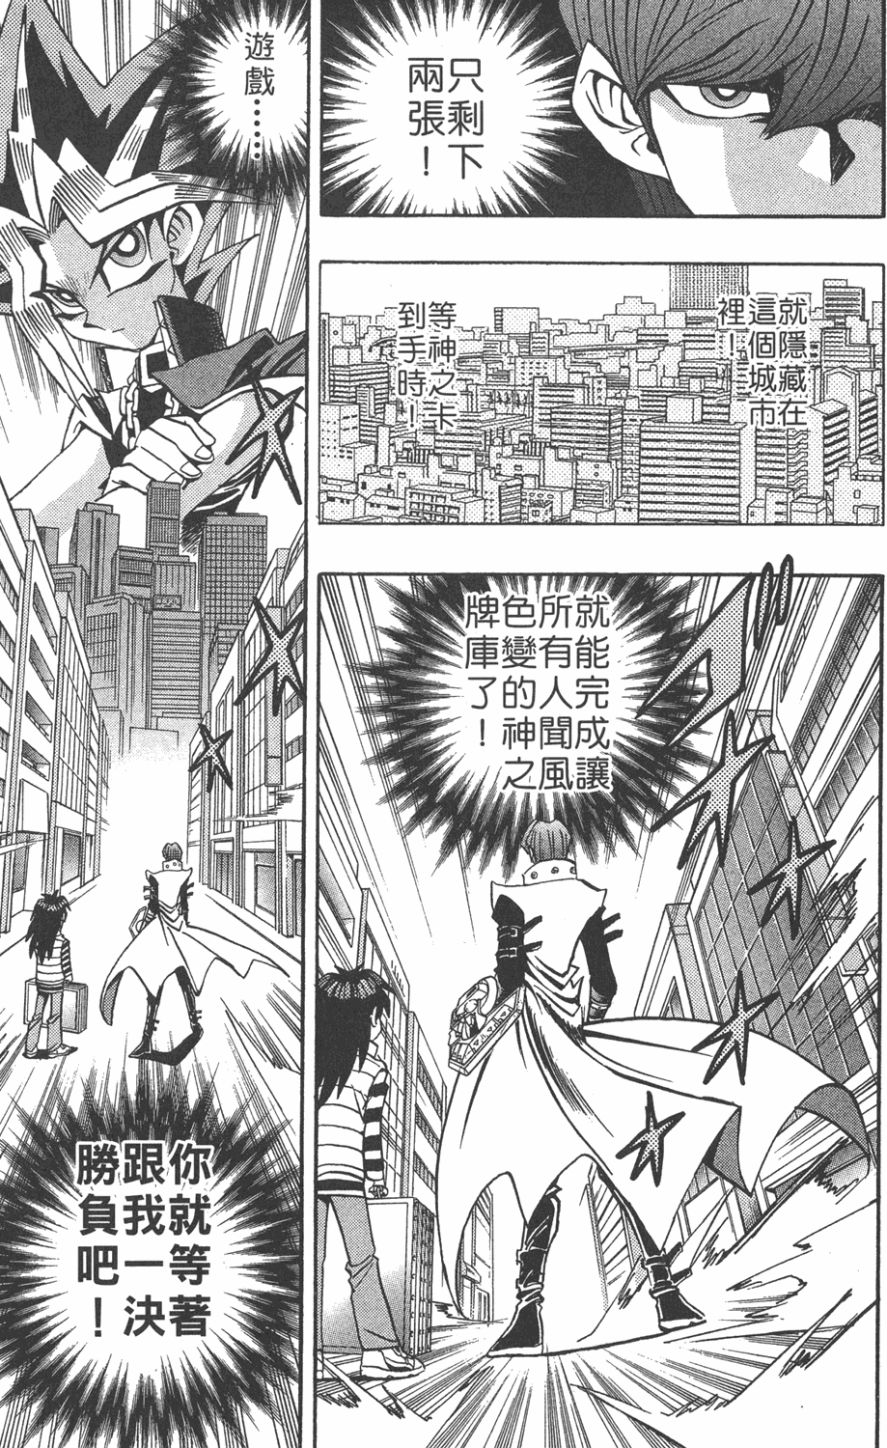 只剩下
兩張！
就隱藏在
這個城市
裡！
等神之卡
到手時！
就能完成讓
所有人聞風
色變的神之
牌庫了！
遊戲⋯⋯
你就等著
跟我一決
勝負吧！